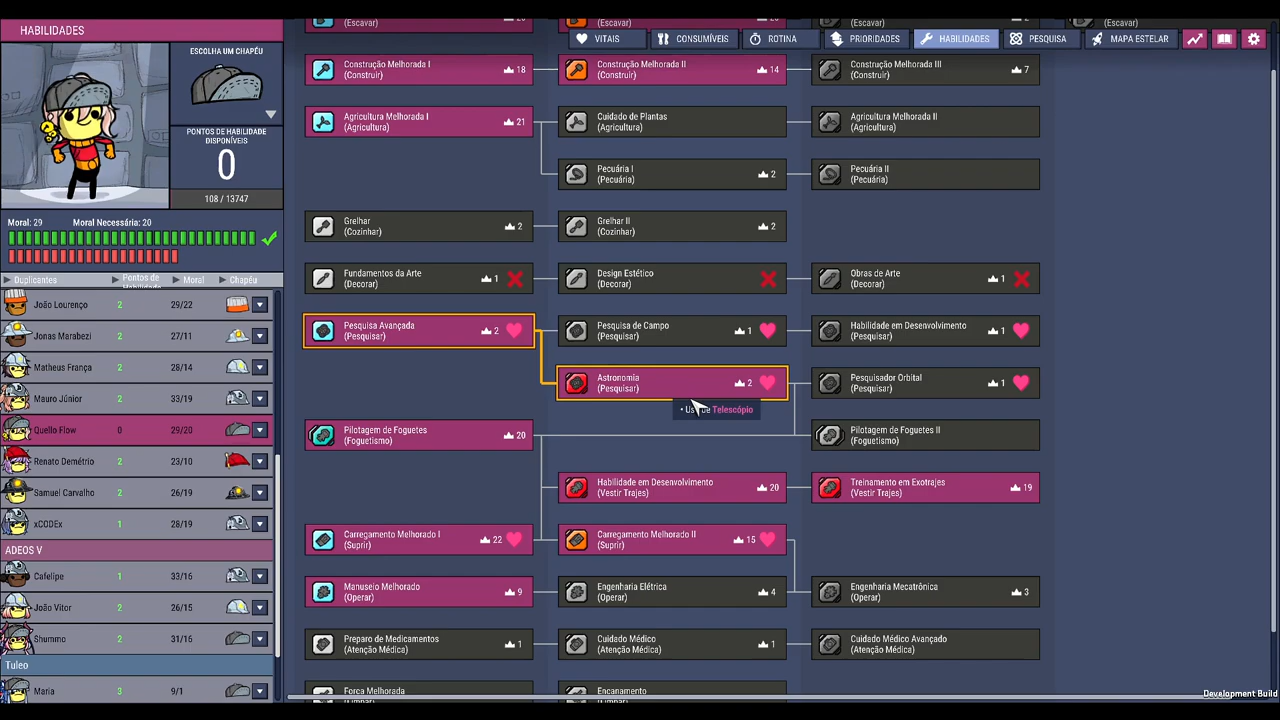 HABILIDADES
(Escavar)
(Escavar)
(Escavar)
(Escavar)
VITAIS
CONSUMÍVEIS
ROTINA
PRIORIDADES
HABILIDADES
PESQUISA
MAPA ESTELAR
ESCOLHA UM CHAPÉU
PONTOS DE HABILIDADE
DISPONÍVEIS
0
108 / 13747
Moral: 29
Moral Necessária: 20
Duplicantes
Pontos de
Habilidade
Moral
Chapéu
João Lourenço 2 29/22
Jonas Marabezi 2 27/11
Matheus França 2 28/14
Mauro Júnior 2 33/19
Quello Flow 0 29/20
Renato Demétrio 2 23/10
Samuel Carvalho 2 26/19
xCODEx 1 28/19
ADEOS V
Cafelipe 1 33/16
João Vitor 2 26/15
Shummo 2 31/16
Tuleo
Maria 3 9/1
Construção Melhorada I 18
(Construir)
Construção Melhorada II 14
(Construir)
Construção Melhorada III 7
(Construir)
Agricultura Melhorada I 21
(Agricultura)
Cuidado de Plantas
(Agricultura)
Agricultura Melhorada II
(Agricultura)
Pecuária I 2
(Pecuária)
Pecuária II
(Pecuária)
Grelhar 2
(Cozinhar)
Grelhar II 2
(Cozinhar)
Fundamentos da Arte 1
(Decorar)
Design Estético
(Decorar)
Obras de Arte 1
(Decorar)
Pesquisa Avançada 2
(Pesquisar)
Pesquisa de Campo 1
(Pesquisar)
Habilidade em Desenvolvimento 1
(Pesquisar)
Astronomia 2
(Pesquisar)
Pesquisador Orbital 1
(Pesquisar)
• Telescópio
Pilotagem de Foguetes 20
(Foguetismo)
Pilotagem de Foguetes II
(Foguetismo)
Habilidade em Desenvolvimento 20
(Vestir Trajes)
Treinamento em Exotrajes 19
(Vestir Trajes)
Carregamento Melhorado I 22
(Suprir)
Carregamento Melhorado II 15
(Suprir)
Manuseio Melhorado 9
(Operar)
Engenharia Elétrica 4
(Operar)
Engenharia Mecatrônica 3
(Operar)
Preparo de Medicamentos 1
(Atenção Médica)
Cuidado Médico 1
(Atenção Médica)
Cuidado Médico Avançado
(Atenção Médica)
Força Melhorada
Encanamento
Development Build